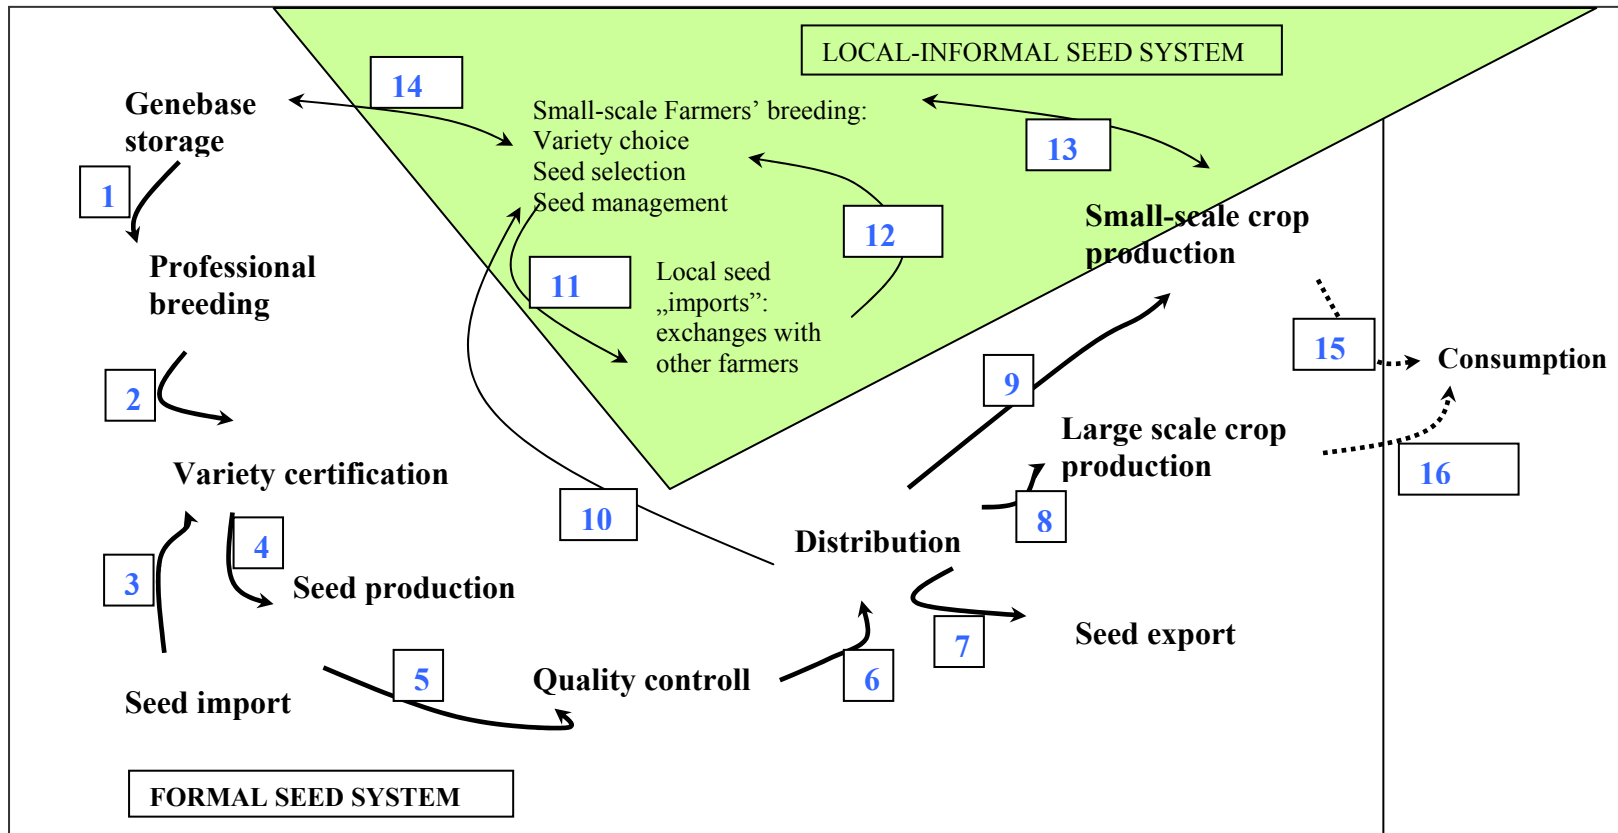 LOCAL-INFORMAL SEED SYSTEM
14
Genebase
storage
Small-scale Farmers’ breeding:
Variety choice
Seed selection
Seed management
13
1
12
Small-scale crop
production
Professional
breeding
11
Local seed
„imports”:
exchanges with
other farmers
15
Consumption
2
9
Large scale crop
production
16
Variety certification
10
8
4
Distribution
3
Seed production
7
Seed export
5
Quality controll
6
Seed import
FORMAL SEED SYSTEM